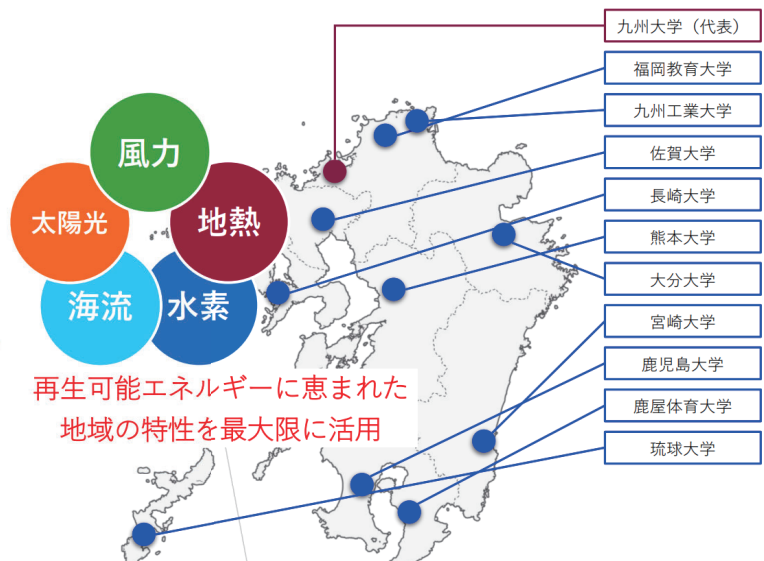 九州大学（代表）
福岡教育大学
九州工業大学
佐賀大学
長崎大学
熊本大学
大分大学
宮崎大学
鹿児島大学
鹿屋体育大学
琉球大学
風力
太陽光
地熱
海流
水素
再生可能エネルギーに恵まれた
地域の特性を最大限に活用